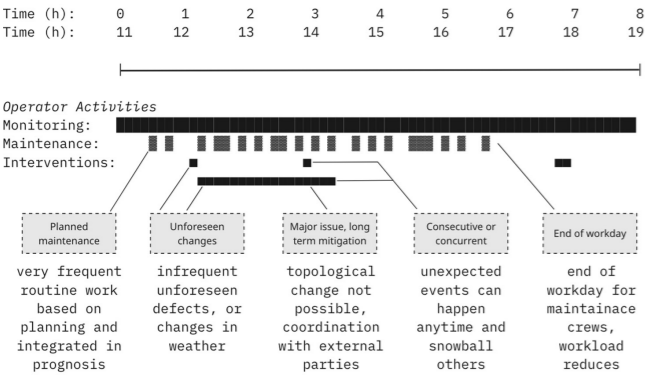 Time (h): 0 1 2 3 4 5 6 7 8
Time (h): 11 12 13 14 15 16 17 18 19
Operator Activities
Monitoring:
Maintenance:
Interventions:
Planned
maintenance
Unforeseen
changes
Major issue, long
term mitigation
Consecutive or
concurrent
End of workday
very frequent
routine work
based on
planning and
integrated in
prognosis
infrequent
unforeseen
defects, or
changes in
weather
topological
change not
possible,
coordination
with external
parties
unexpected
events can
happen
anytime and
snowball
others
end of
workday for
maintainace
crews,
workload
reduces